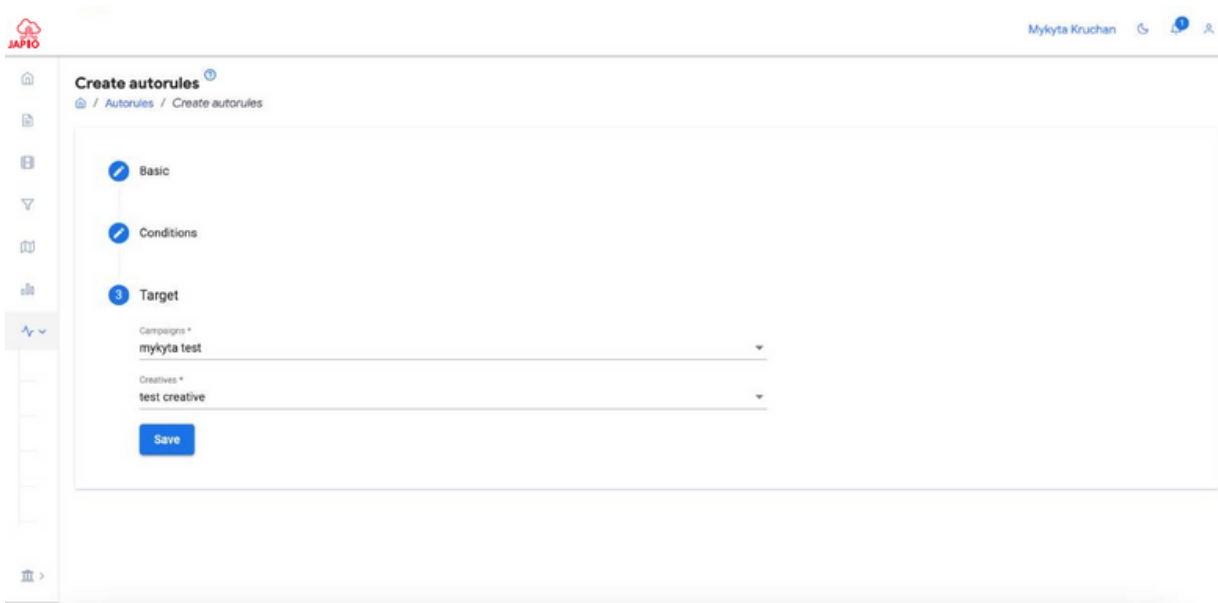 JAPIO
Mykyta Kruchan
1
Create autorules
/ Autorules / Create autorules
Basic
Conditions
3 Target
Campaigns *
mykyta test
Creatives *
test creative
Save